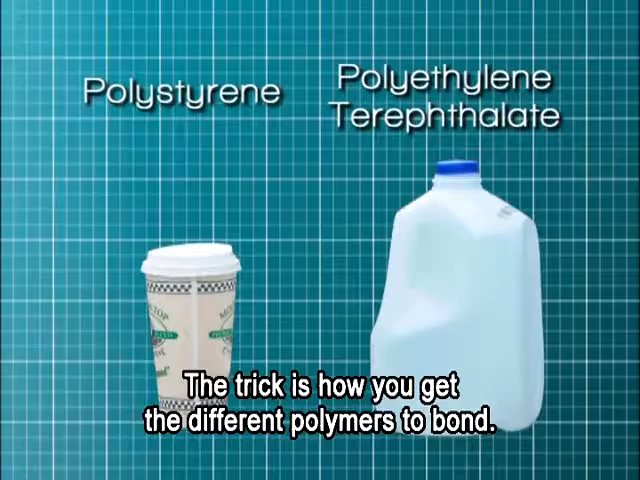 Polystyrene
Polyethylene
Terephthalate
The trick is how you get
the different polymers to bond.